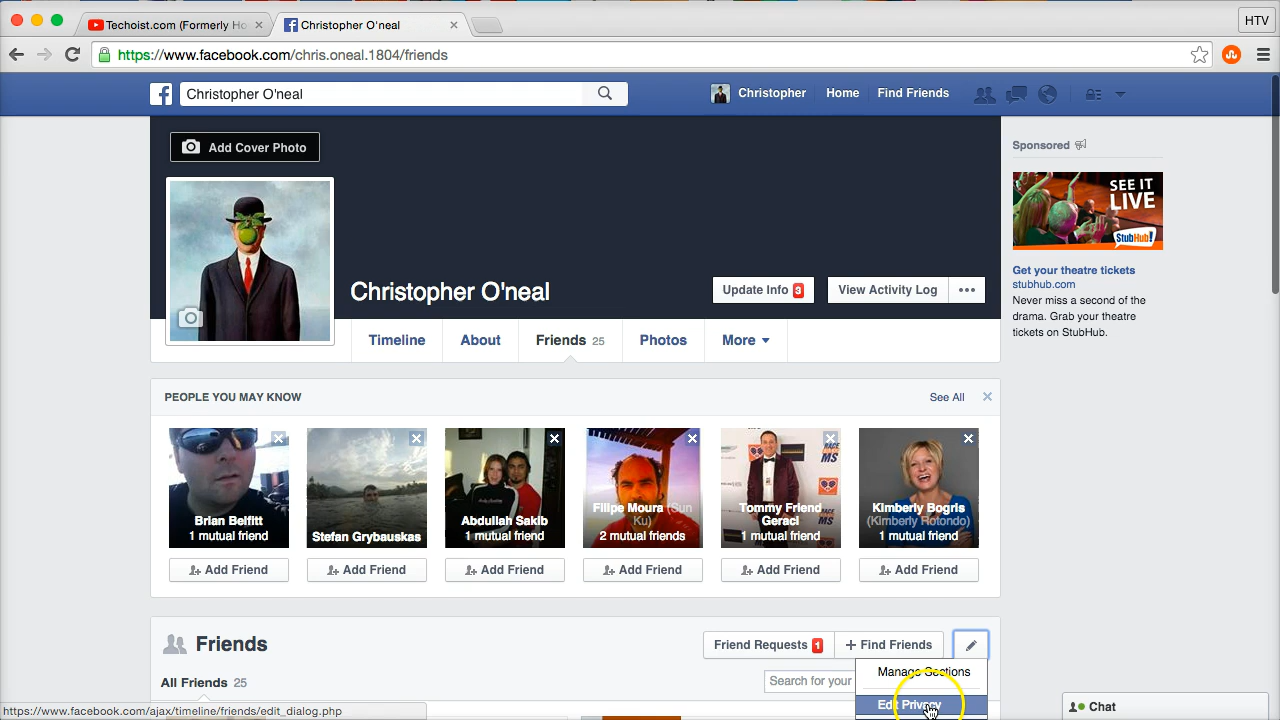 Techoist.com (Formerly Ho
Christopher O'neal
HTV
https://www.facebook.com/chris.oneal.1804/friends
Christopher O'neal
Christopher
Home
Find Friends
Add Cover Photo
Sponsored
SEE IT
LIVE
StubHub!
Get your theatre tickets
stubhub.com
Never miss a second of the
drama. Grab your theatre
tickets on StubHub.
Christopher O'neal
Update Info 3
View Activity Log
Timeline
About
Friends 25
Photos
More
PEOPLE YOU MAY KNOW
See All
Brian Belfitt
1 mutual friend
Add Friend
Stefan Grybauskas
Add Friend
Abdullah Sakib
1 mutual friend
Add Friend
Filipe Moura (Sun
Ku)
2 mutual friends
Add Friend
RACE
MS
Tommy Friend
Geraci
1 mutual friend
Add Friend
Kimberly Bogris
(Kimberly Rotondo)
1 mutual friend
Add Friend
Friends
Friend Requests 1
+ Find Friends
Manage Sections
All Friends 25
Search for your
Edit Privacy
https://www.facebook.com/ajax/timeline/friends/edit_dialog.php
Chat